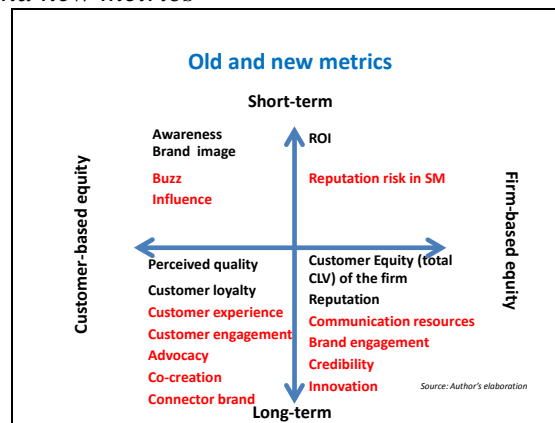 Old and new metrics
Short-term
Awareness
Brand image
Buzz
Influence
ROI
Reputation risk in SM
Customer-based equity
Firm-based equity
Perceived quality
Customer loyalty
Customer experience
Customer engagement
Advocacy
Co-creation
Connector brand
Customer Equity (total
CLV) of the firm
Reputation
Communication resources
Brand engagement
Credibility
Innovation
Source: Author's elaboration
Long-term